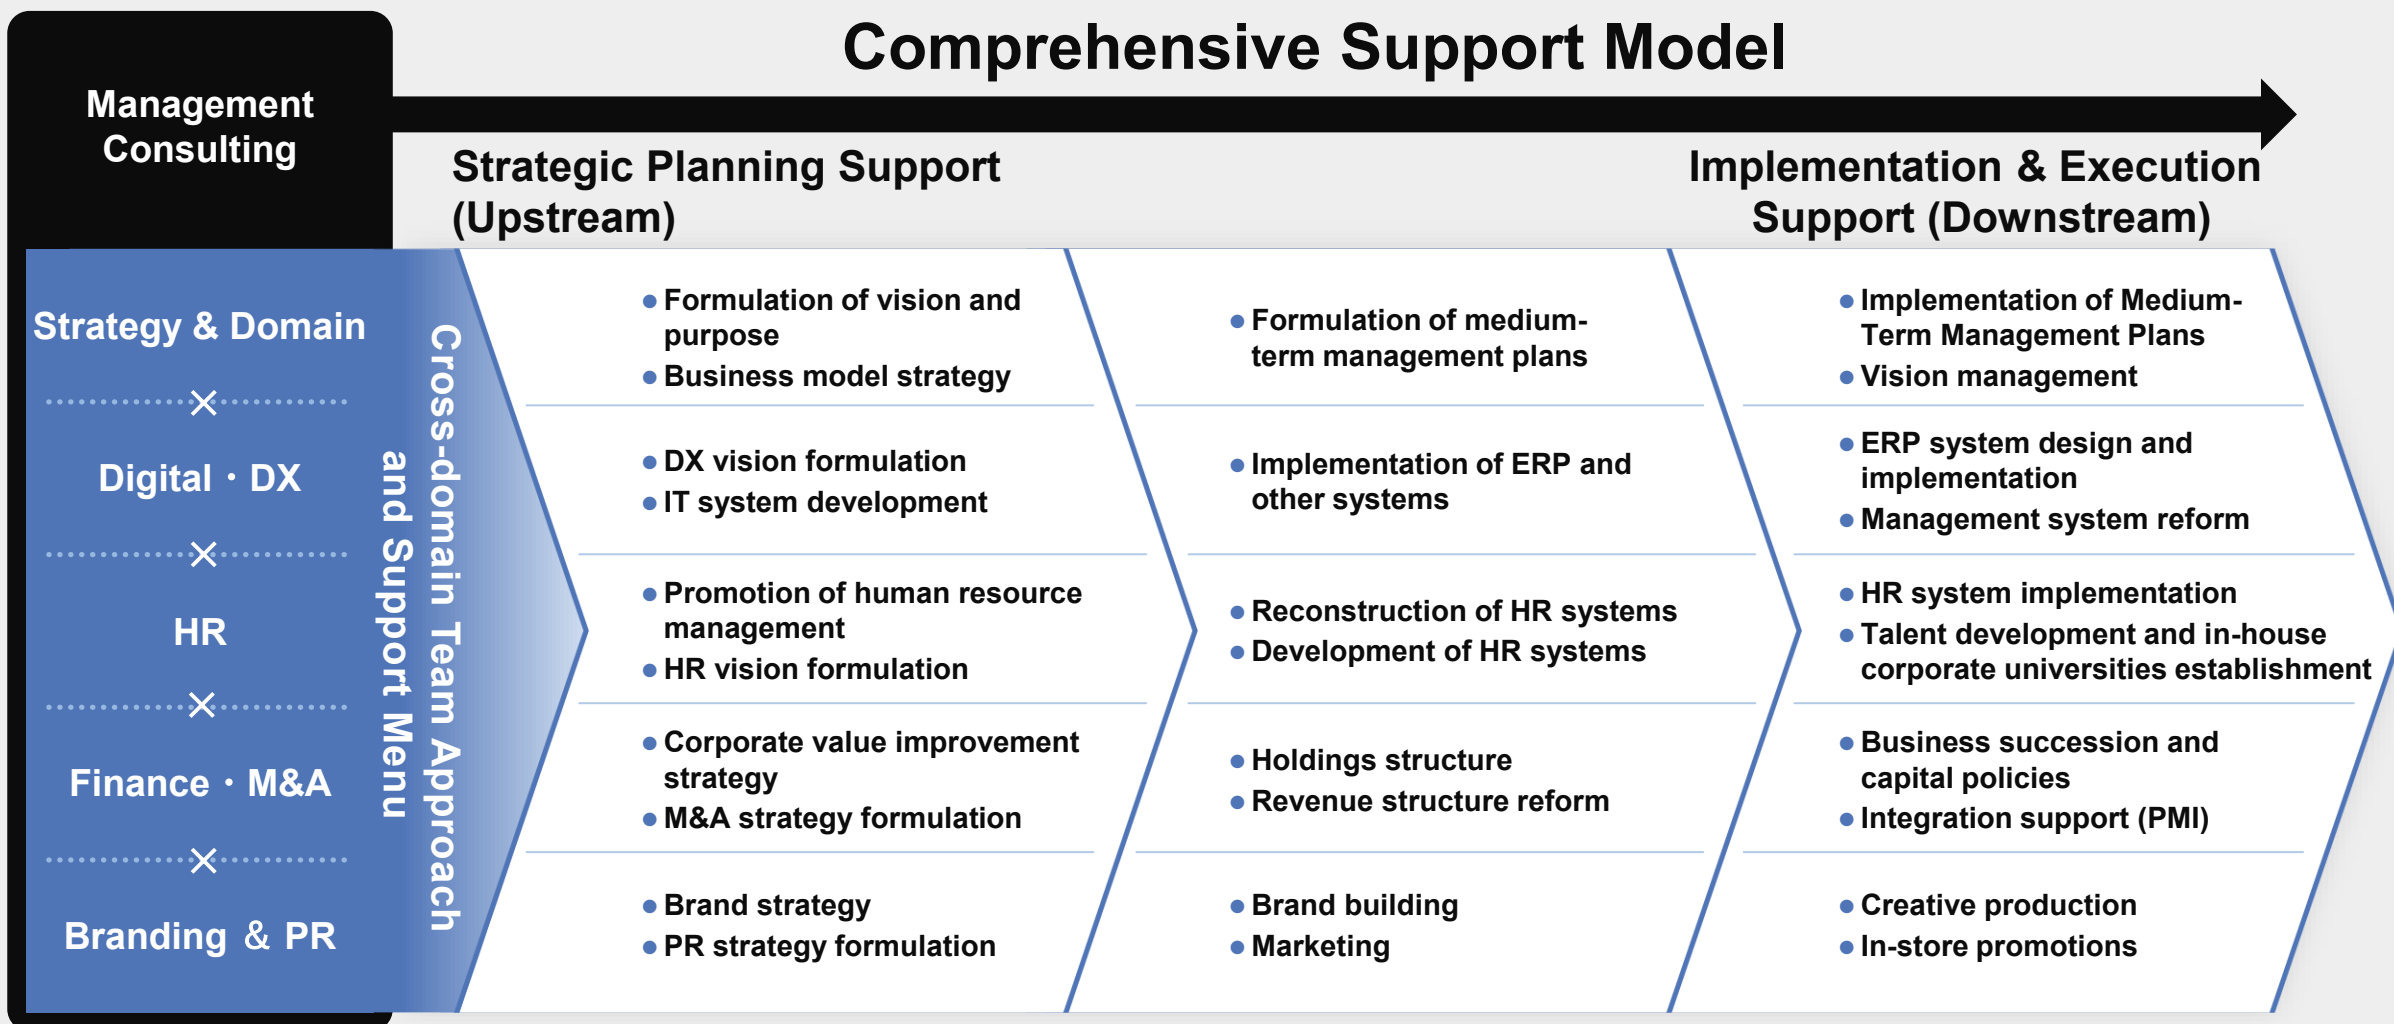 Comprehensive Support Model
Management
Consulting
Strategic Planning Support
(Upstream)
Implementation & Execution
Support (Downstream)
Cross-domain Team Approach
and Support Menu
Strategy & Domain
×
Digital・DX
×
HR
×
Finance・M&A
×
Branding & PR
● Formulation of vision and
purpose
● Business model strategy
● Formulation of medium-
term management plans
● Implementation of Medium-
Term Management Plans
● Vision management
● DX vision formulation
● IT system development
● Implementation of ERP and
other systems
● ERP system design and
implementation
● Management system reform
● Promotion of human resource
management
● HR vision formulation
● Reconstruction of HR systems
● Development of HR systems
● HR system implementation
● Talent development and in-house
corporate universities establishment
● Corporate value improvement
strategy
● M&A strategy formulation
● Holdings structure
● Revenue structure reform
● Business succession and
capital policies
● Integration support (PMI)
● Brand strategy
● PR strategy formulation
● Brand building
● Marketing
● Creative production
● In-store promotions